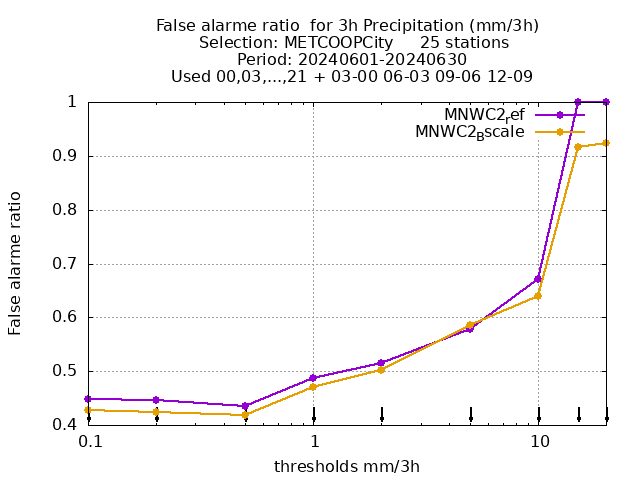 False alarme ratio  for 3h Precipitation (mm/3h)
Selection: METCOOPCity     25 stations
Period: 20240601-20240630
Used 00,03,...,21 + 03-00 06-03 09-06 12-09
MNWC2ref
MNWC2Bscale
1
0.9
0.8
0.7
0.6
0.5
0.4
False alarme ratio
0.1 1 10
thresholds mm/3h